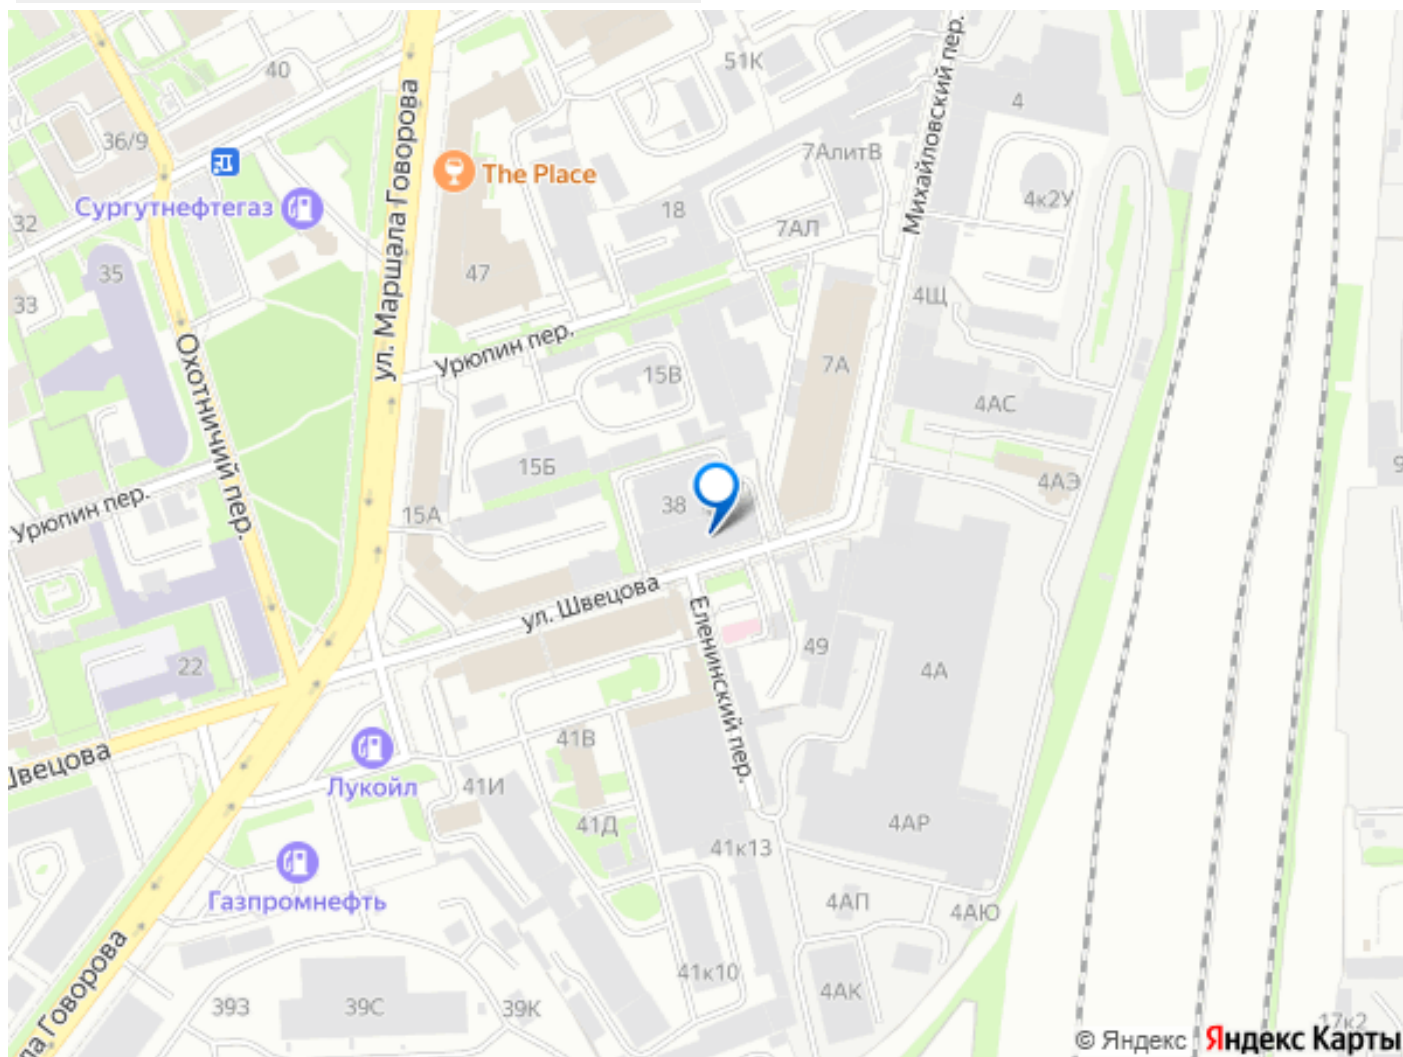 40
51К
Михайловский пер.
4
36/9
ул. Маршала Говорова
7АлитВ
The Place
4к2У
Сургутнефтегаз
18
32
7АЛ
35
47
4Щ
33
Урюпин пер.
Охотничий пер.
15В
7А
4АС
15Б
4АЭ
9
Урюпин пер.
15А
38
ул. Швецова
Еленинский пер.
49
4А
22
41В
Швецова
Лукойл
41И
41Д
4АР
41к13
Газпромнефть
4АП
4АЮ
ла Говорова
41к10
4АК
39З
39С
39К
17к2
© Яндекс Яндекс Карты